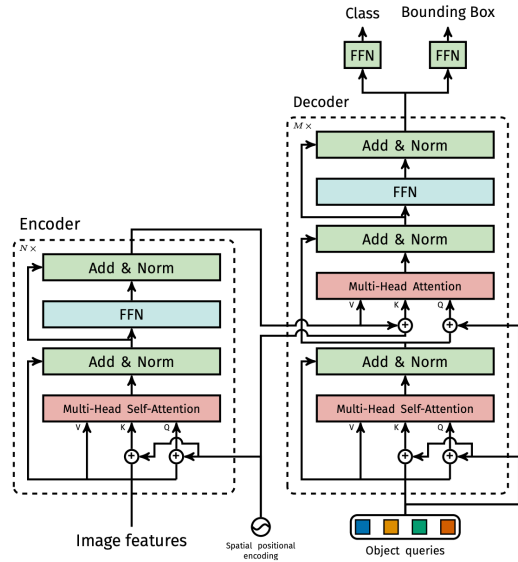 Class
Bounding Box
FFN
FFN
Decoder
M×
Add & Norm
FFN
Add & Norm
Multi-Head Attention
V
K
Q
Add & Norm
Multi-Head Self-Attention
V
K
Q
Object queries
Encoder
N×
Add & Norm
FFN
Add & Norm
Multi-Head Self-Attention
V
K
Q
Image features
Spatial positional
encoding